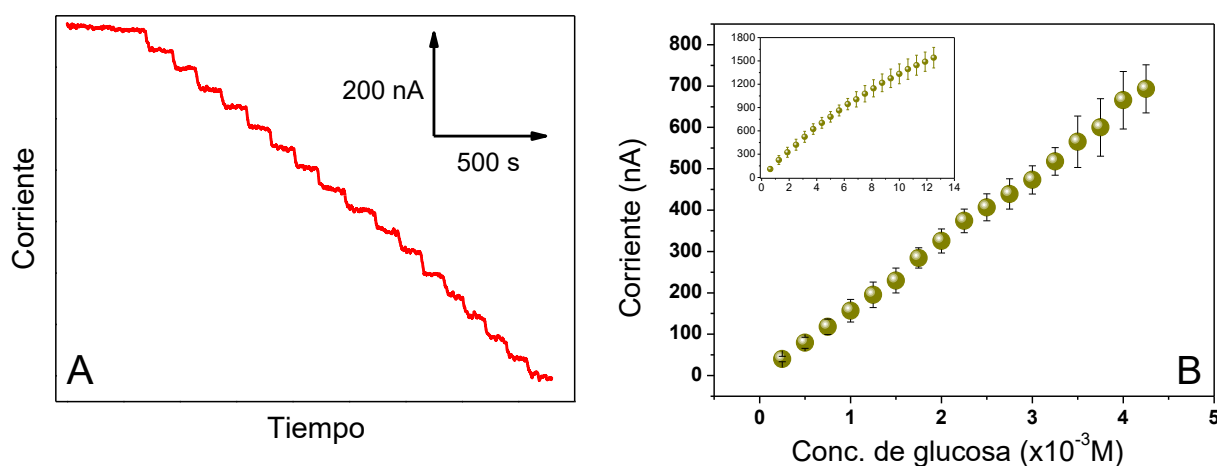 Corriente
200 nA
500 s
A
Tiempo
Corriente (nA)
800
700
600
500
400
300
200
100
0
1800
1500
1200
900
600
300
0
0 2 4 6 8 10 12 14
B
0 1 2 3 4 5
Conc. de glucosa (x10⁻³M)